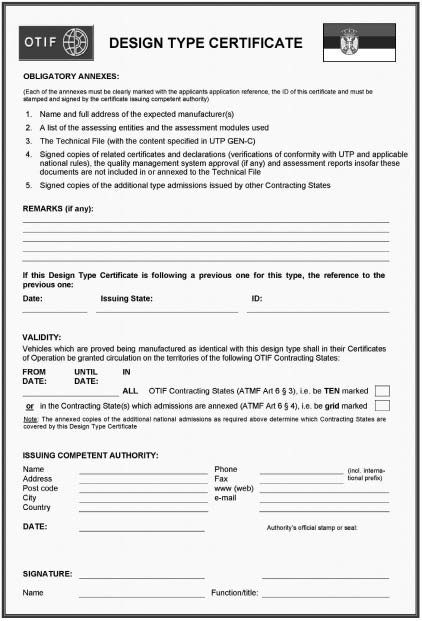 OTIF
DESIGN TYPE CERTIFICATE
OBLIGATORY ANNEXES:
(Each of the annnexes must be clearly marked with the applicants application reference, the ID of this certificate and must be
stamped and signed by the certificate issuing competent authority)
1. Name and full address of the expected manufacturer(s)
2. A list of the assessing entities and the assessment modules used
3. The Technical File (with the content specified in UTP GEN-C)
4. Signed copies of related certificates and declarations (verifications of conformity with UTP and applicable
national rules), the quality management system approval (if any) and assessment reports insofar these
documents are not included in or annexed to the Technical File
5. Signed copies of the additional type admissions issued by other Contracting States
REMARKS (if any):
If this Design Type Certificate is following a previous one for this type, the reference to the
previous one:
Date: Issuing State: ID:
VALIDITY:
Vehicles which are proved being manufactured as identical with this design type shall in their Certificates
of Operation be granted circulation on the territories of the following OTIF Contracting States:
FROM UNTIL IN
DATE: DATE:
ALL OTIF Contracting States (ATMF Art 6 § 3), i.e. be TEN marked
or in the Contracting State(s) which admissions are annexed (ATMF Art 6 § 4), i.e. be grid marked
Note: The annexed copies of the additional national admissions as required above determine which Contracting States are
covered by this Design Type Certificate
ISSUING COMPETENT AUTHORITY:
Name Phone (incl. interna-
Address Fax tional prefix)
Post code www (web)
City e-mail
Country
DATE: Authority's official stamp or seal:
SIGNATURE:
Name Function/title: